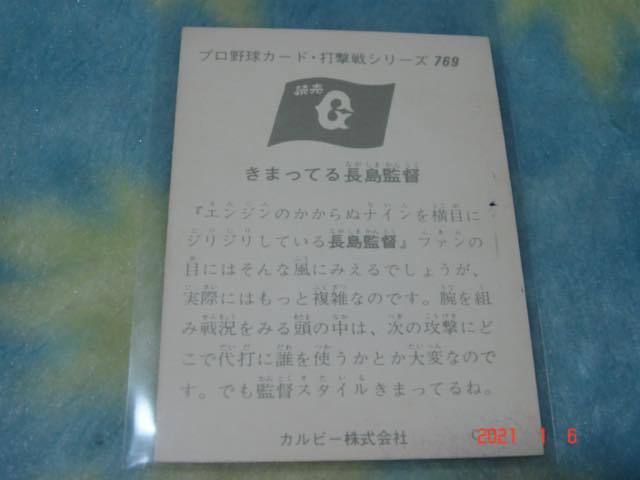 プロ野球カード・打撃戦シリーズ 769
読売
G
きまってる長島監督
『エンジンのかからぬナインを横目に
ジリジリしている長島監督』ファンの
目にはそんな風にみえるでしょうが、
実際にはもっと複雑なのです。腕を組
み戦況をみる頭の中は、次の攻撃にど
こで代打に誰を使うかとか大変なので
す。でも監督スタイルきまってるね。
カルビー株式会社
2021 1 6